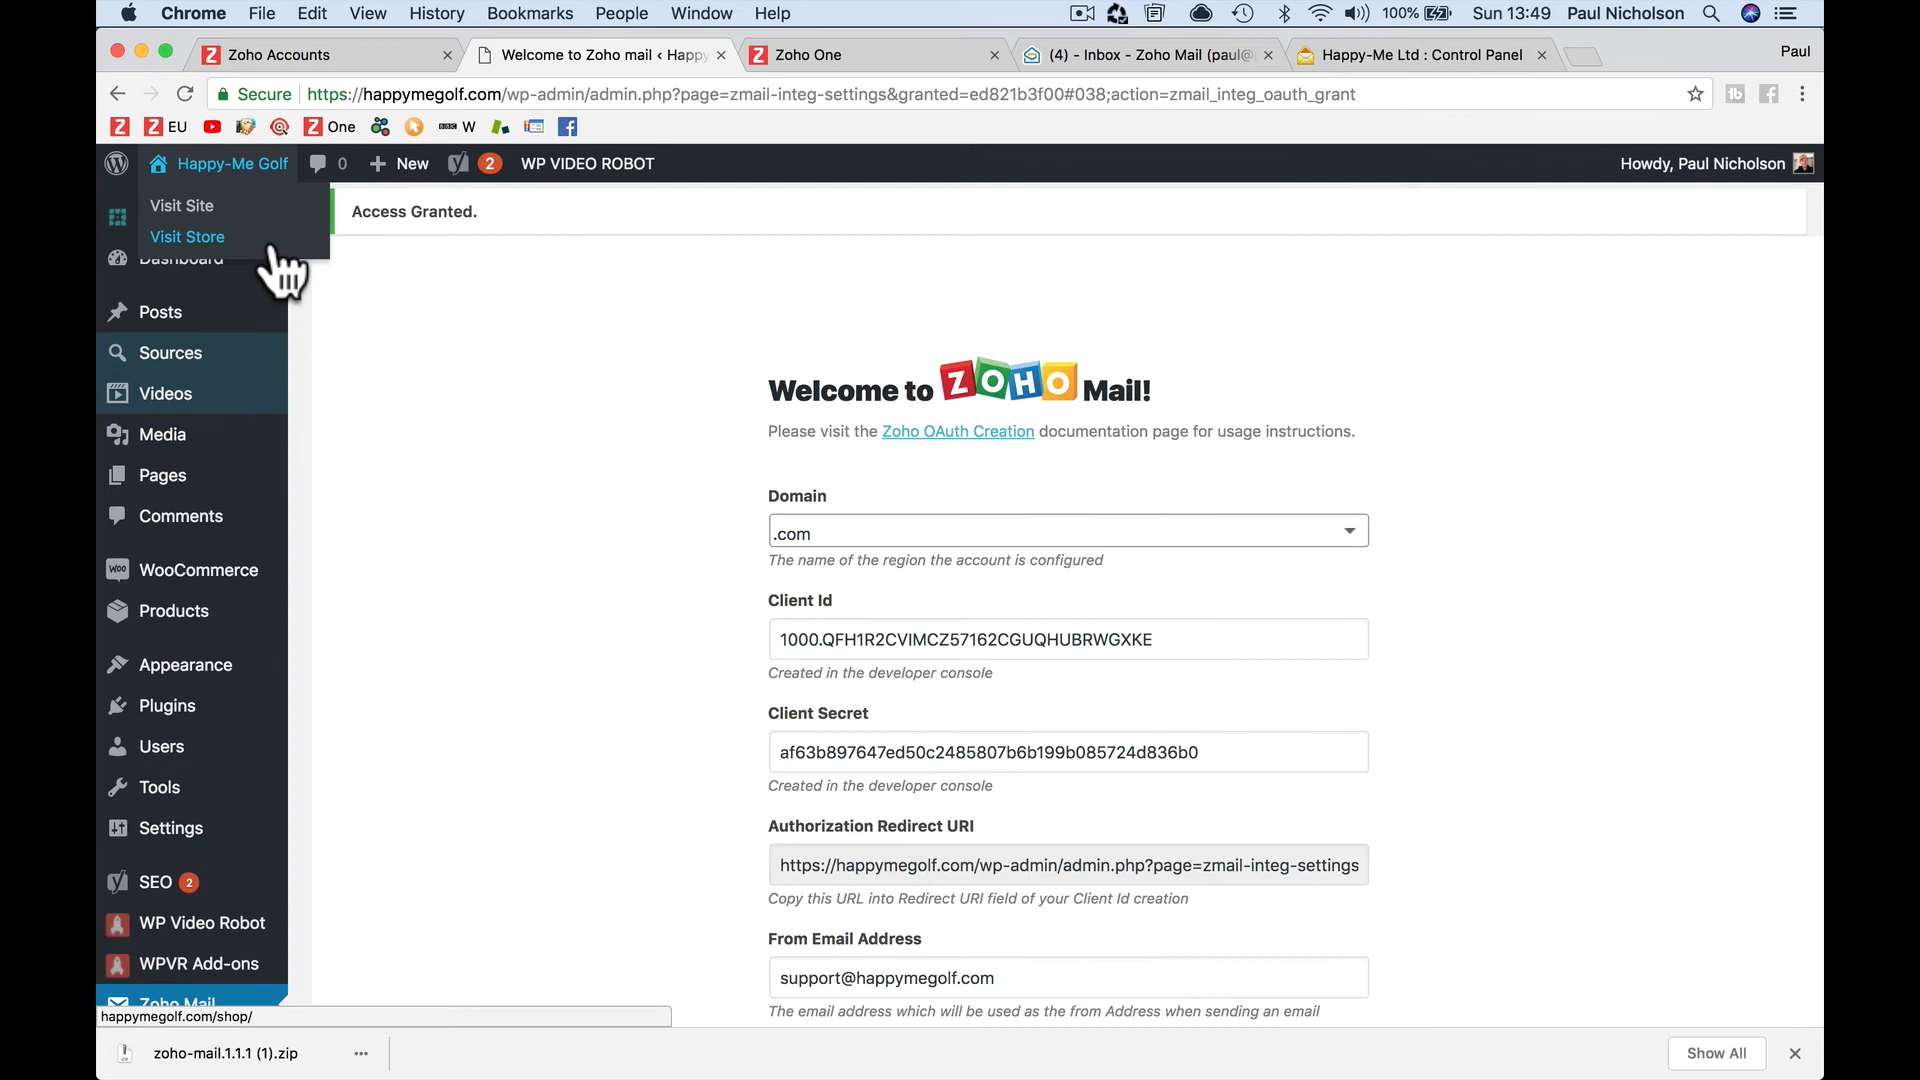 Chrome File Edit View History Bookmarks People Window Help 100% Sun 13:49 Paul Nicholson
Zoho Accounts Welcome to Zoho mail ‹ Happy Zoho One (4) - Inbox - Zoho Mail (paul@ Happy-Me Ltd : Control Panel Paul
Secure https://happymegolf.com/wp-admin/admin.php?page=zmail-integ-settings&granted=ed821b3f00#038;action=zmail_integ_oauth_grant
EU One BBC W
Happy-Me Golf 0 New 2 WP VIDEO ROBOT Howdy, Paul Nicholson
Visit Site
Visit Store
Access Granted.
Dashboard
Posts
Sources
Videos
Media
Pages
Comments
WooCommerce
Products
Appearance
Plugins
Users
Tools
Settings
SEO 2
WP Video Robot
WPVR Add-ons
Zoho Mail
Welcome to ZOHO Mail!
Please visit the Zoho OAuth Creation documentation page for usage instructions.
Domain
.com
The name of the region the account is configured
Client Id
1000.QFH1R2CVIMCZ57162CGUQHUBRWGXKE
Created in the developer console
Client Secret
af63b897647ed50c2485807b6b199b085724d836b0
Created in the developer console
Authorization Redirect URI
https://happymegolf.com/wp-admin/admin.php?page=zmail-integ-settings
Copy this URL into Redirect URI field of your Client Id creation
From Email Address
support@happymegolf.com
The email address which will be used as the from Address when sending an email
happymegolf.com/shop/
zoho-mail.1.1.1 (1).zip Show All